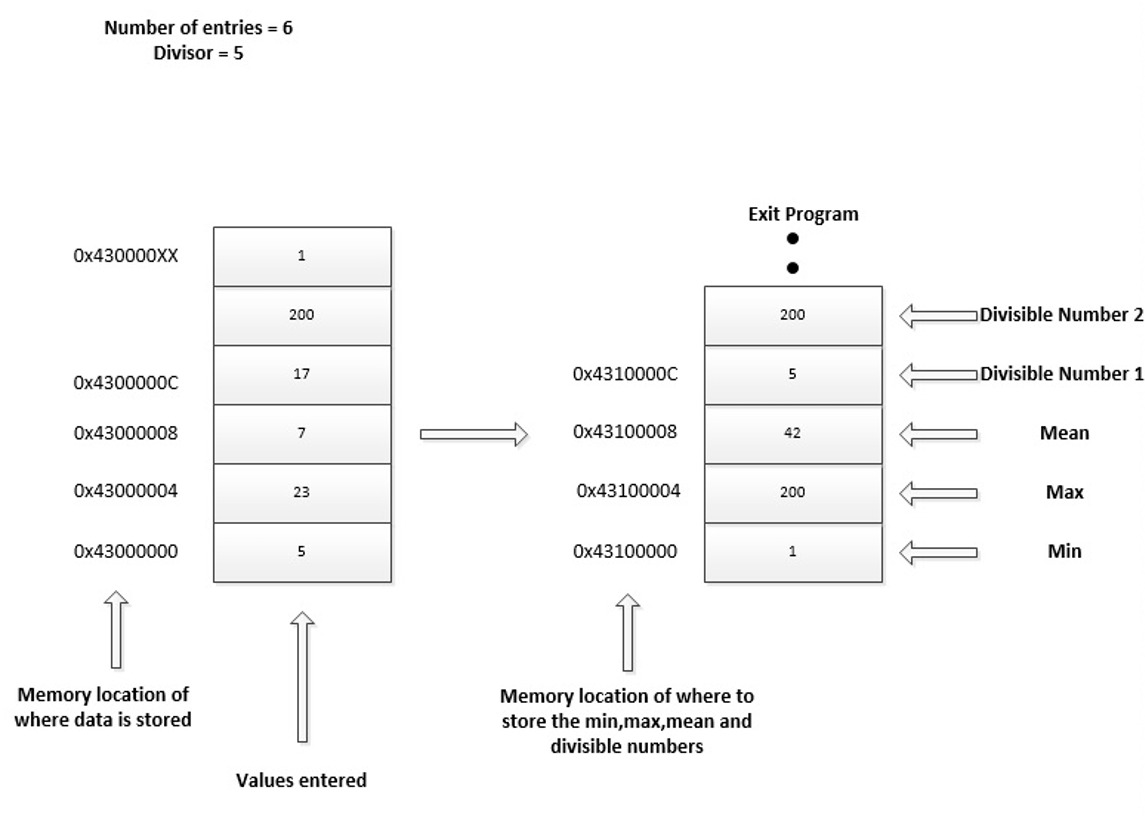 Number of entries = 6
Divisor = 5
Exit Program
0x430000XX
1
200
200
Divisible Number 2
0x4300000C
17
0x4310000C
5
Divisible Number 1
0x43000008
7
0x43100008
42
Mean
0x43000004
23
0x43100004
200
Max
0x43000000
5
0x43100000
1
Min
Memory location of
where data is stored
Values entered
Memory location of where to
store the min,max,mean and
divisible numbers